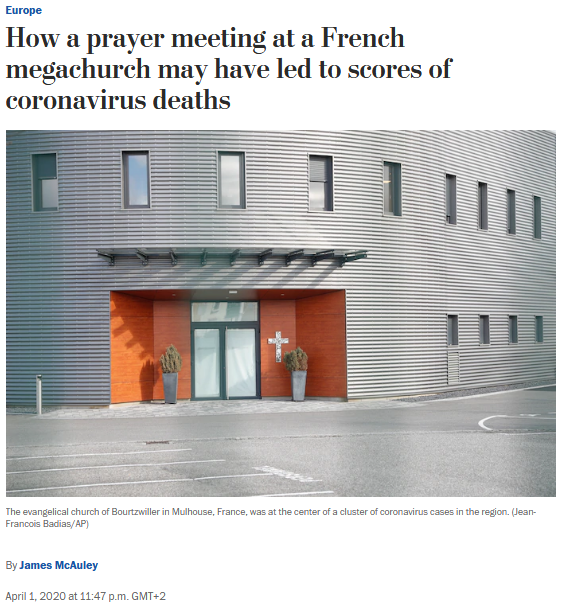 Europe
How a prayer meeting at a French
megachurch may have led to scores of
coronavirus deaths
The evangelical church of Bourtzwiller in Mulhouse, France, was at the center of a cluster of coronavirus cases in the region. (Jean-
Francois Badias/AP)
By James McAuley
April 1, 2020 at 11:47 p.m. GMT+2